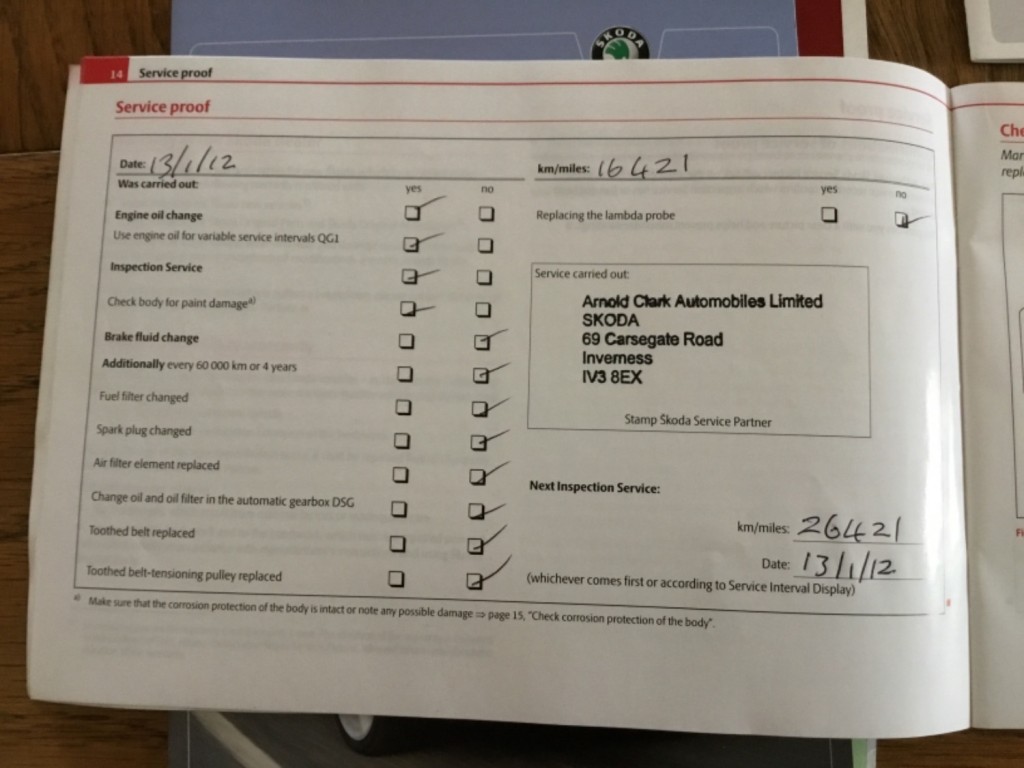 SKODA
14 Service proof
Service proof
Date: 13/1/12
km/miles: 16421
Was carried out:
yes no
yes no
Engine oil change
Replacing the lambda probe
Use engine oil for variable service intervals QG1
Inspection Service
Check body for paint damage a)
Brake fluid change
Additionally every 60 000 km or 4 years
Fuel filter changed
Spark plug changed
Air filter element replaced
Change oil and oil filter in the automatic gearbox DSG
Toothed belt replaced
Toothed belt-tensioning pulley replaced
Service carried out:
Arnold Clark Automobiles Limited
SKODA
69 Carsegate Road
Inverness
IV3 8EX
Stamp Škoda Service Partner
Next Inspection Service:
km/miles: 26421
Date: 13/1/12
(whichever comes first or according to Service Interval Display)
a) Make sure that the corrosion protection of the body is intact or note any possible damage ⇒ page 15, "Check corrosion protection of the body".
Che
Mar
repl